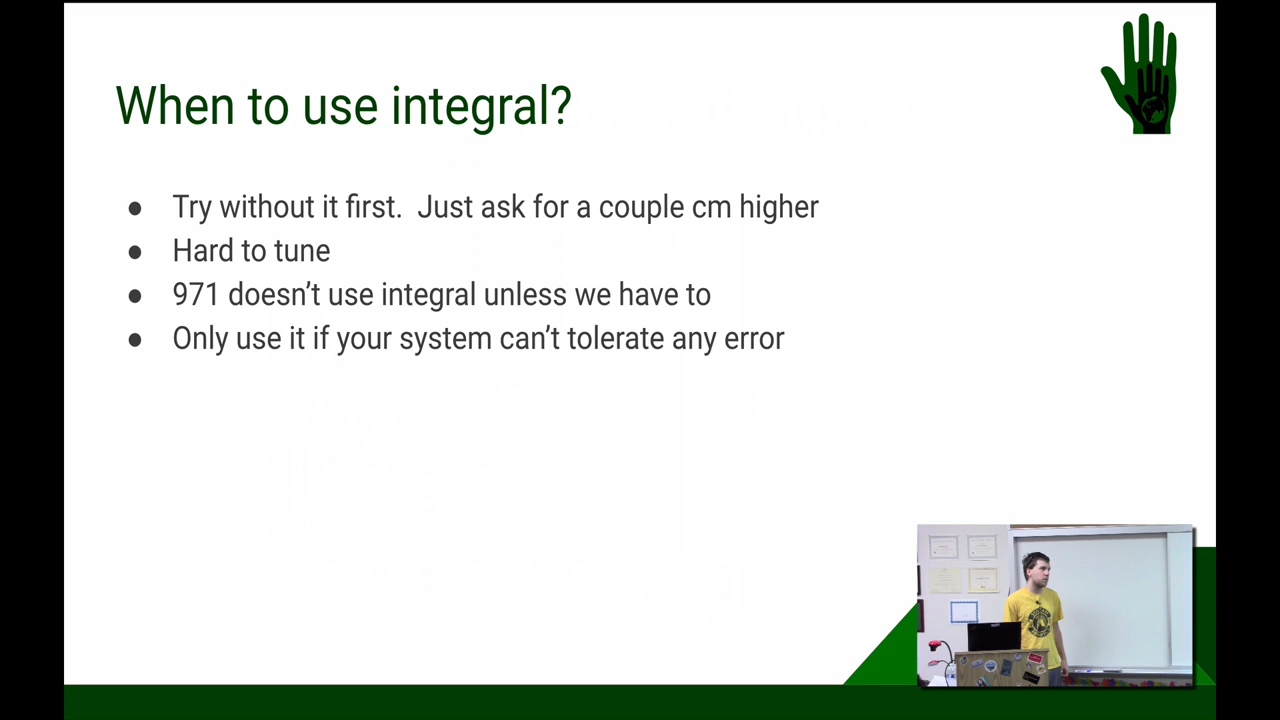 When to use integral?
● Try without it first.  Just ask for a couple cm higher
● Hard to tune
● 971 doesn’t use integral unless we have to
● Only use it if your system can’t tolerate any error